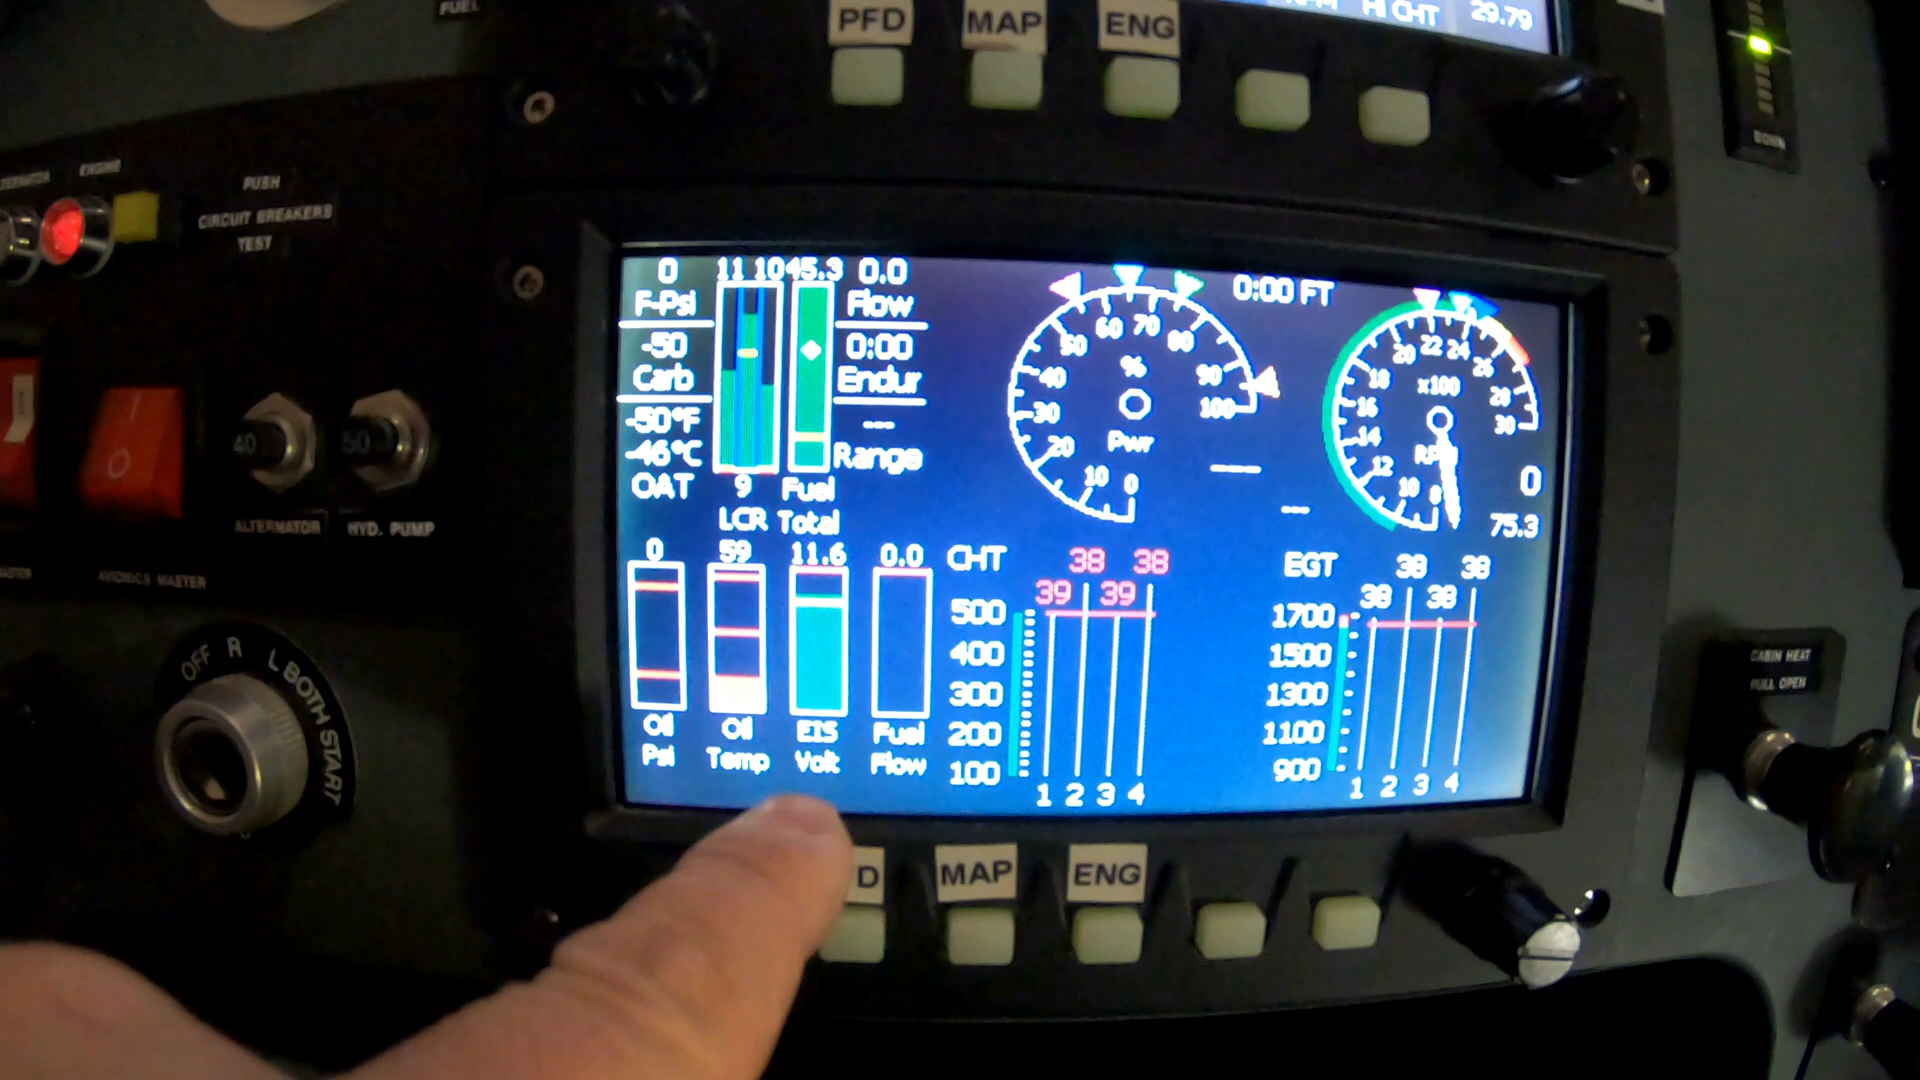 FUEL
PFD MAP ENG
HI CHT 29.79
DOWN
ENGINE
PUSH
CIRCUIT BREAKERS
TEST
0 11 10 45.3 0.0
F-Psi Flow
-50 0:00
Carb Endur
-50°F ---
-46°C Range
OAT 9 Fuel
LCR Total
0:00 FT
0 10 20 30 40 50 60 70 80 90 100
%
Pwr
----
---
8 10 12 14 16 18 20 22 24 26 28 30
x100
0
75.3
0 59 11.6 0.0
Oil Oil EIS Fuel
Psi Temp Volt Flow
CHT 38 38
39 39
500
400
300
200
100
1 2 3 4
EGT 38 38
38 38
1700
1500
1300
1100
900
1 2 3 4
40 50
ALTERNATOR HYD. PUMP
AVIONICS MASTER
OFF R L BOTH START
CABIN HEAT
PULL OPEN
D MAP ENG